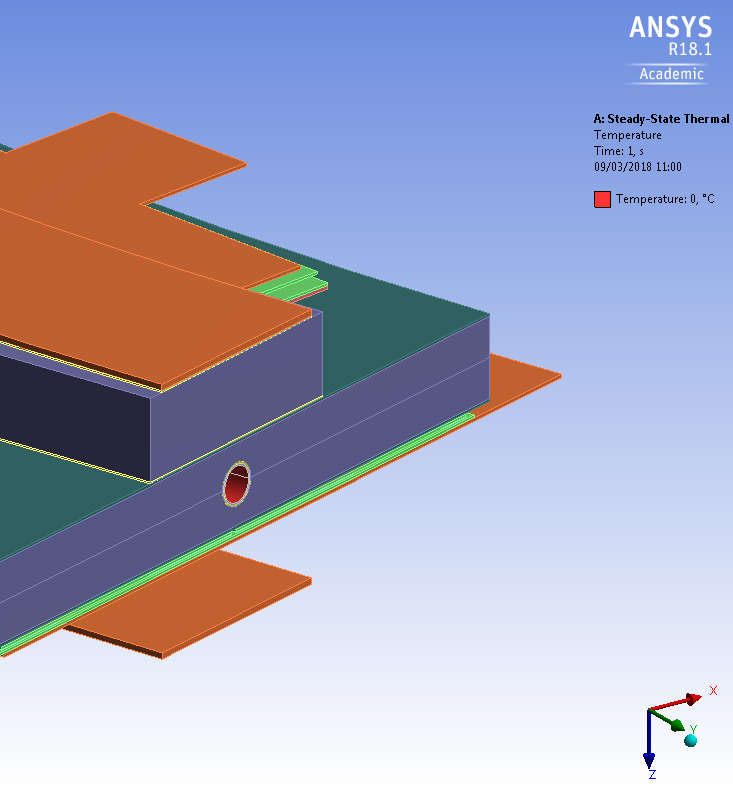 ANSYS
R18.1
Academic
A: Steady-State Thermal
Temperature
Time: 1, s
09/03/2018 11:00
Temperature: 0, °C
X
Y
Z